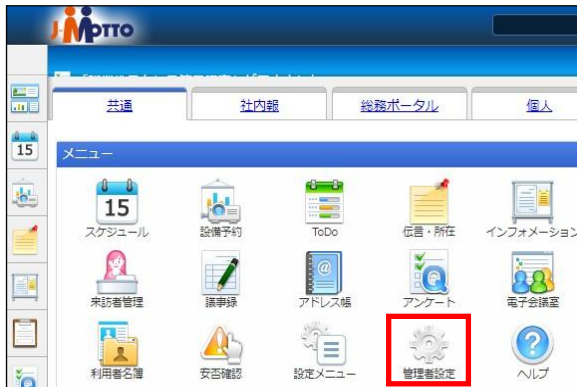 J-MOTTO
共通 社内報 総務ポータル 個人
15
メニュー
15
スケジュール 設備予約 ToDo 伝言・所在 インフォメーション
@
来訪者管理 議事録 アドレス帳 アンケート 電子会議室
?
利用者名簿 安否確認 設定メニュー 管理者設定 ヘルプ